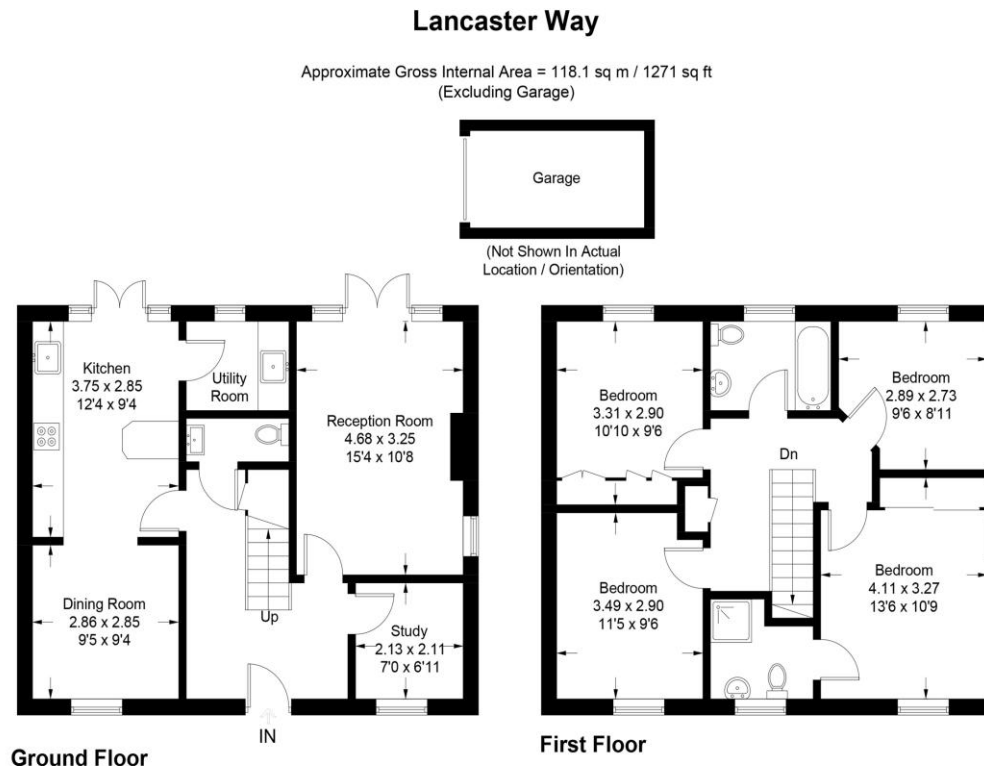 Lancaster Way
Approximate Gross Internal Area = 118.1 sq m / 1271 sq ft
(Excluding Garage)
Garage
(Not Shown In Actual
Location / Orientation)
Kitchen
3.75 x 2.85
12'4 x 9'4
Utility
Room
Reception Room
4.68 x 3.25
15'4 x 10'8
Dining Room
2.86 x 2.85
9'5 x 9'4
Up
Study
2.13 x 2.11
7'0 x 6'11
IN
Ground Floor
Bedroom
3.31 x 2.90
10'10 x 9'6
Bedroom
2.89 x 2.73
9'6 x 8'11
Dn
Bedroom
3.49 x 2.90
11'5 x 9'6
Bedroom
4.11 x 3.27
13'6 x 10'9
First Floor